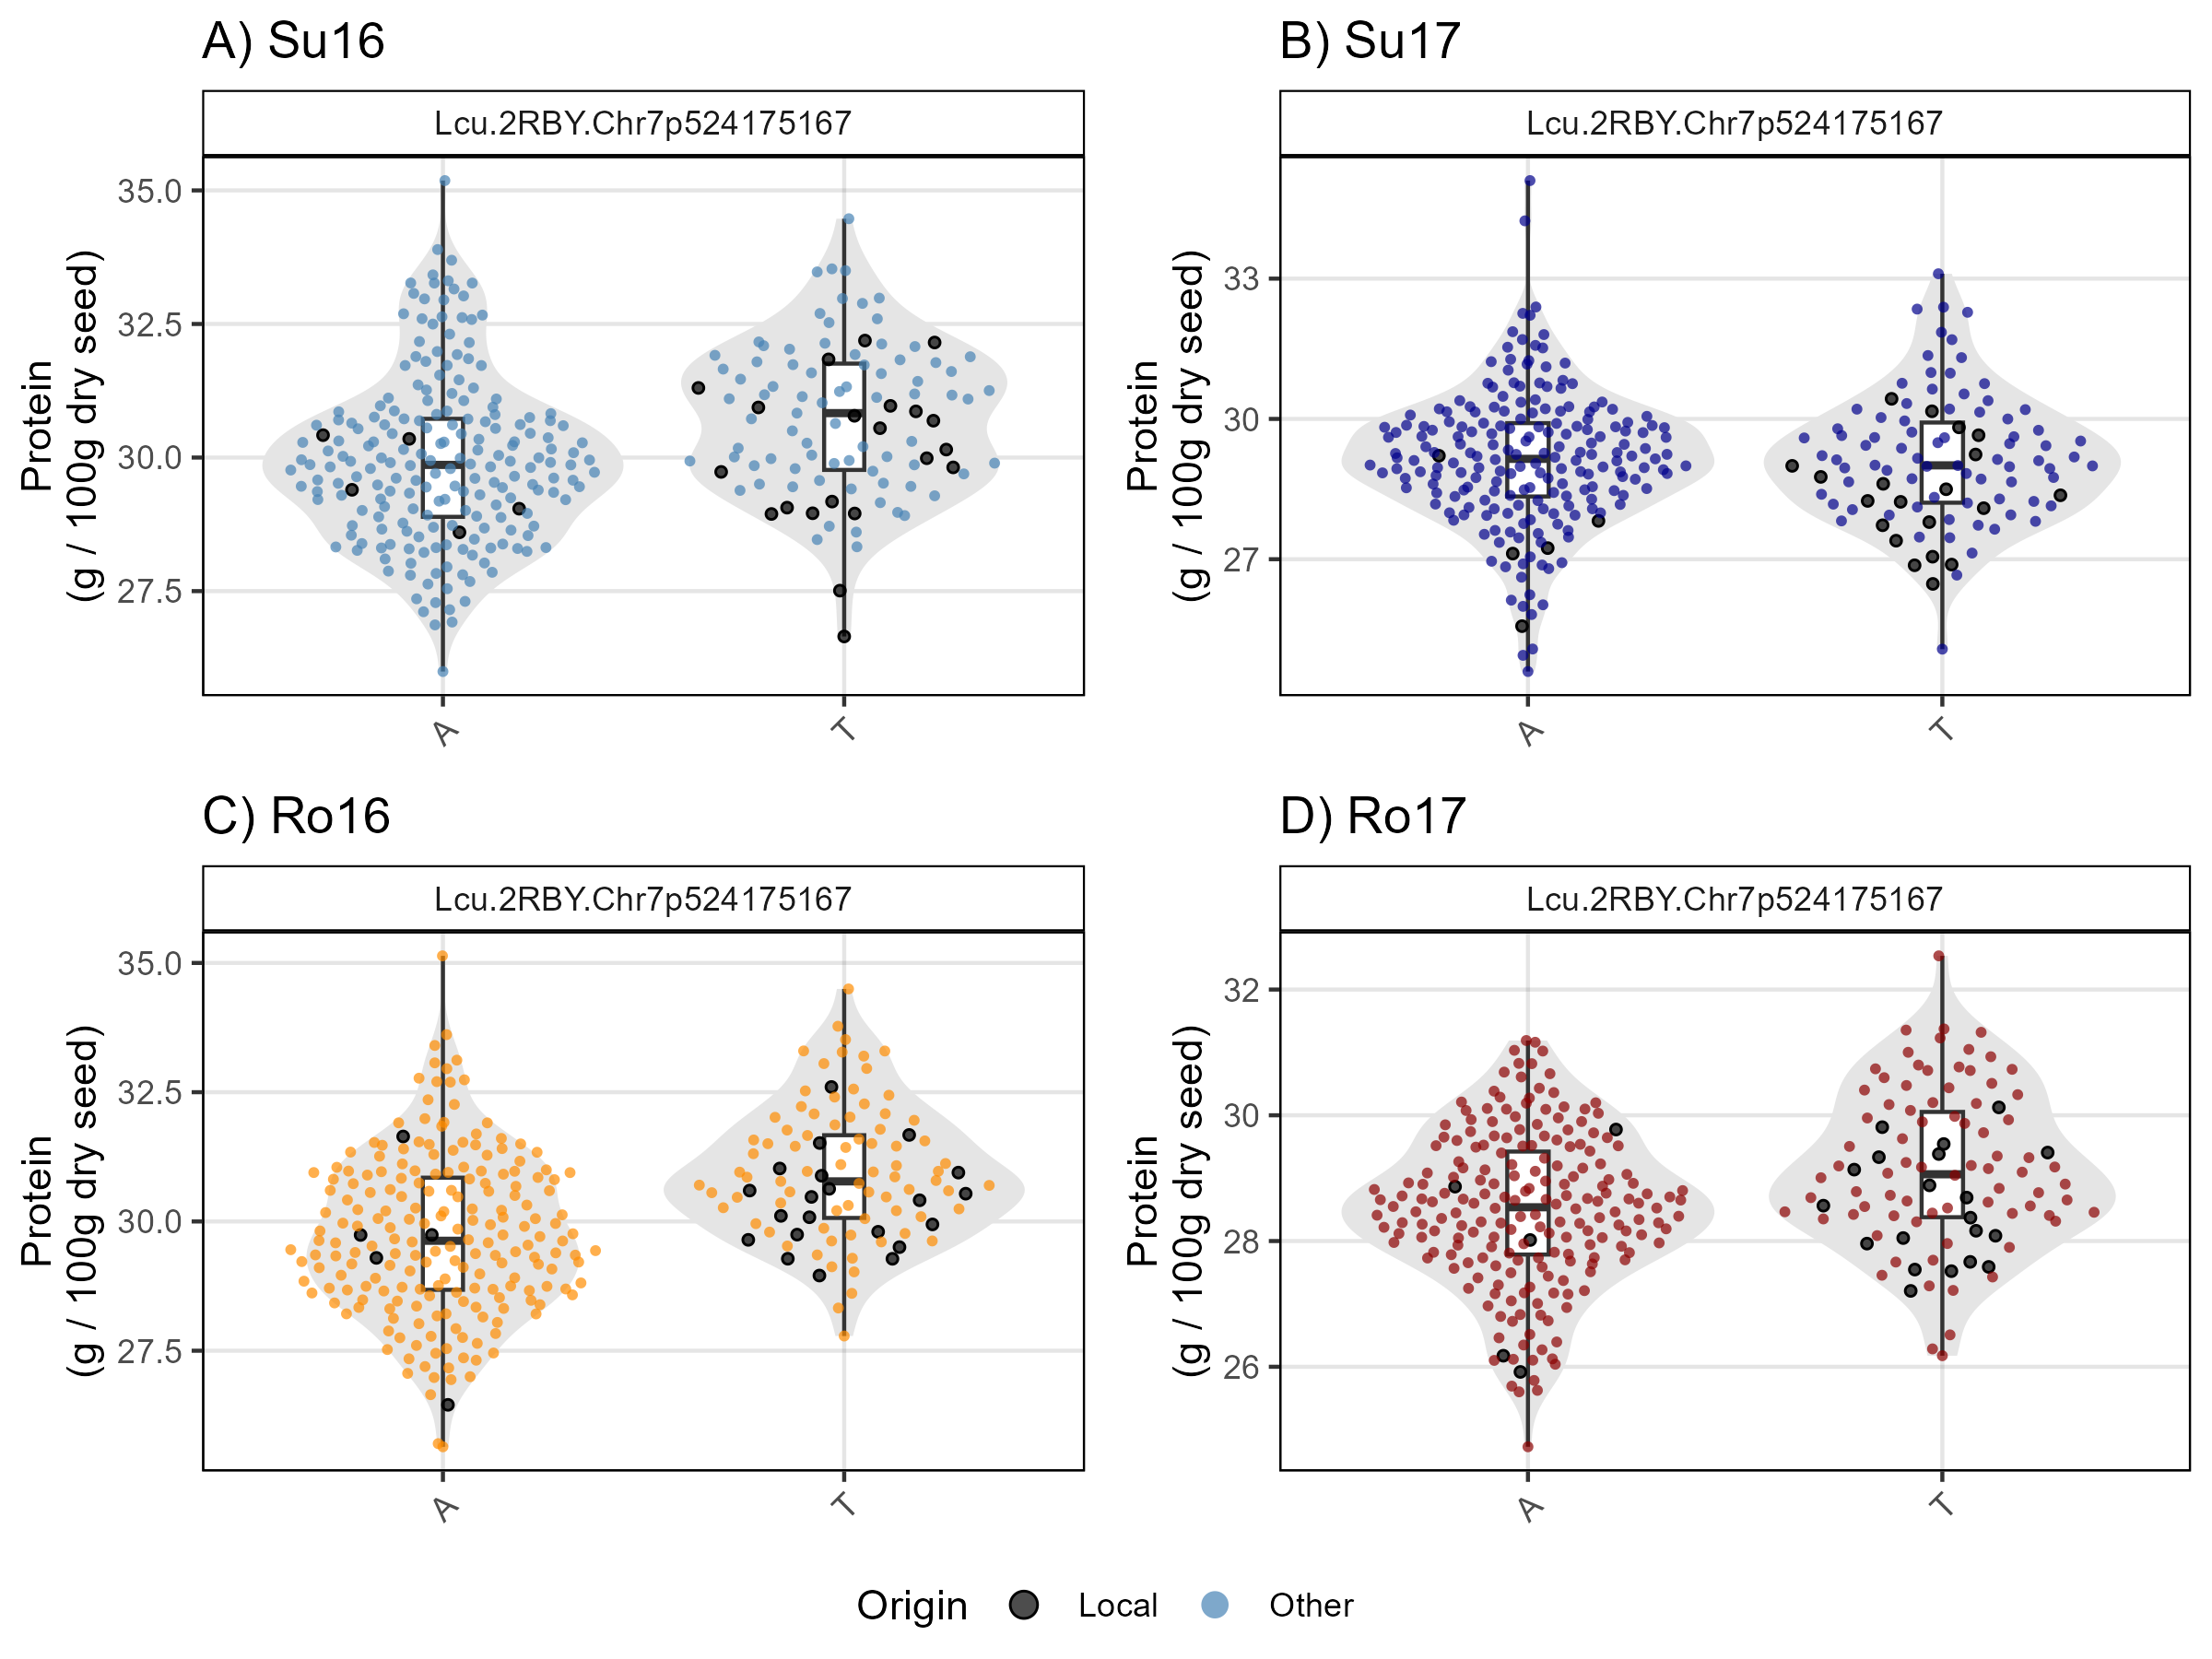 A) Su16
Lcu.2RBY.Chr7p524175167
Protein
(g / 100g dry seed)
35.0
32.5
30.0
27.5
A
T
B) Su17
Lcu.2RBY.Chr7p524175167
Protein
(g / 100g dry seed)
33
30
27
A
T
C) Ro16
Lcu.2RBY.Chr7p524175167
Protein
(g / 100g dry seed)
35.0
32.5
30.0
27.5
A
T
D) Ro17
Lcu.2RBY.Chr7p524175167
Protein
(g / 100g dry seed)
32
30
28
26
A
T
Origin Local Other